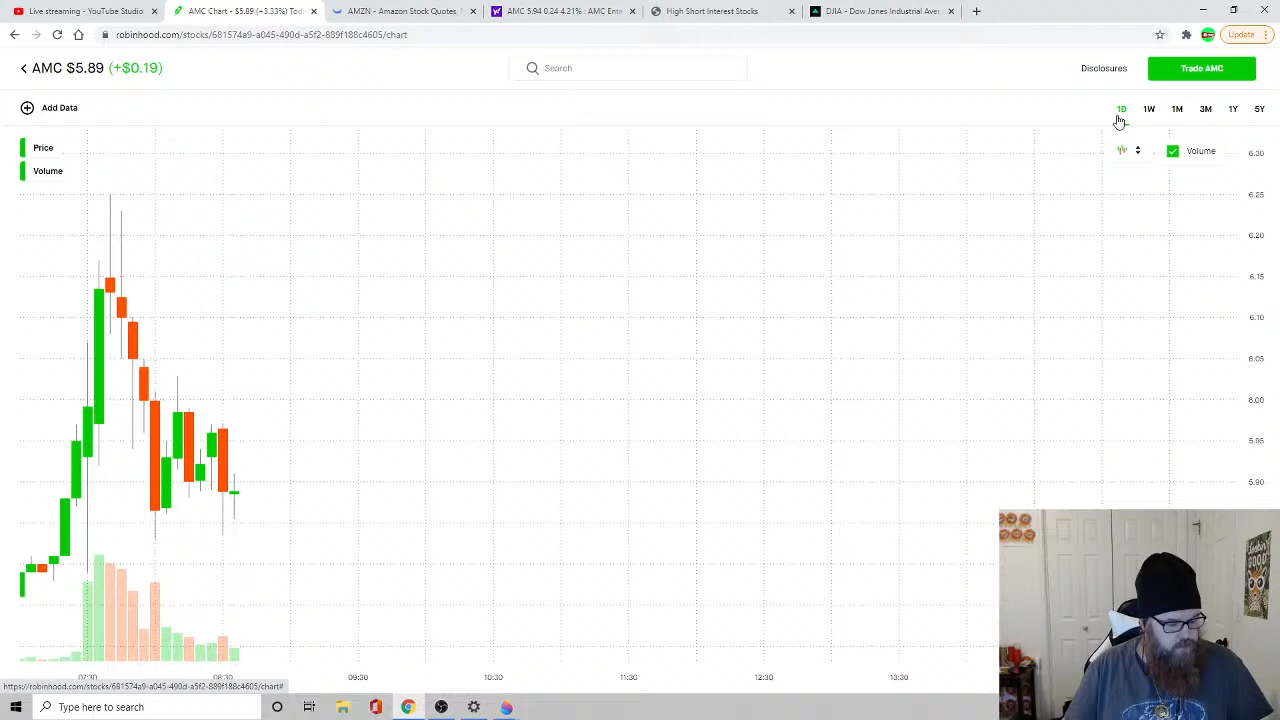 Live streaming - YouTube Studio
AMC Chart - $5.89 (+3.33%) Toda
AMZN - Amazon Stock Quotes,
AMC 5.94 0.24 4.21% : AMC Ente
High Short Interest Stocks
DJIA - Dow Jones Industrial Aver
robinhood.com/stocks/681574a9-a045-490d-a5f2-889f188c4605/chart
Update
AMC $5.89 (+$0.19)
Search
Disclosures
Trade AMC
Add Data
1D
1W
1M
3M
1Y
5Y
Price
Volume
Volume
6.30
6.25
6.20
6.15
6.10
6.05
6.00
5.95
5.90
07:30
08:30
09:30
10:30
11:30
12:30
13:30
https://robinhood.com/stocks/681574a9-a045-490d-a5f2-889f188c4605/chart#
Type here to search